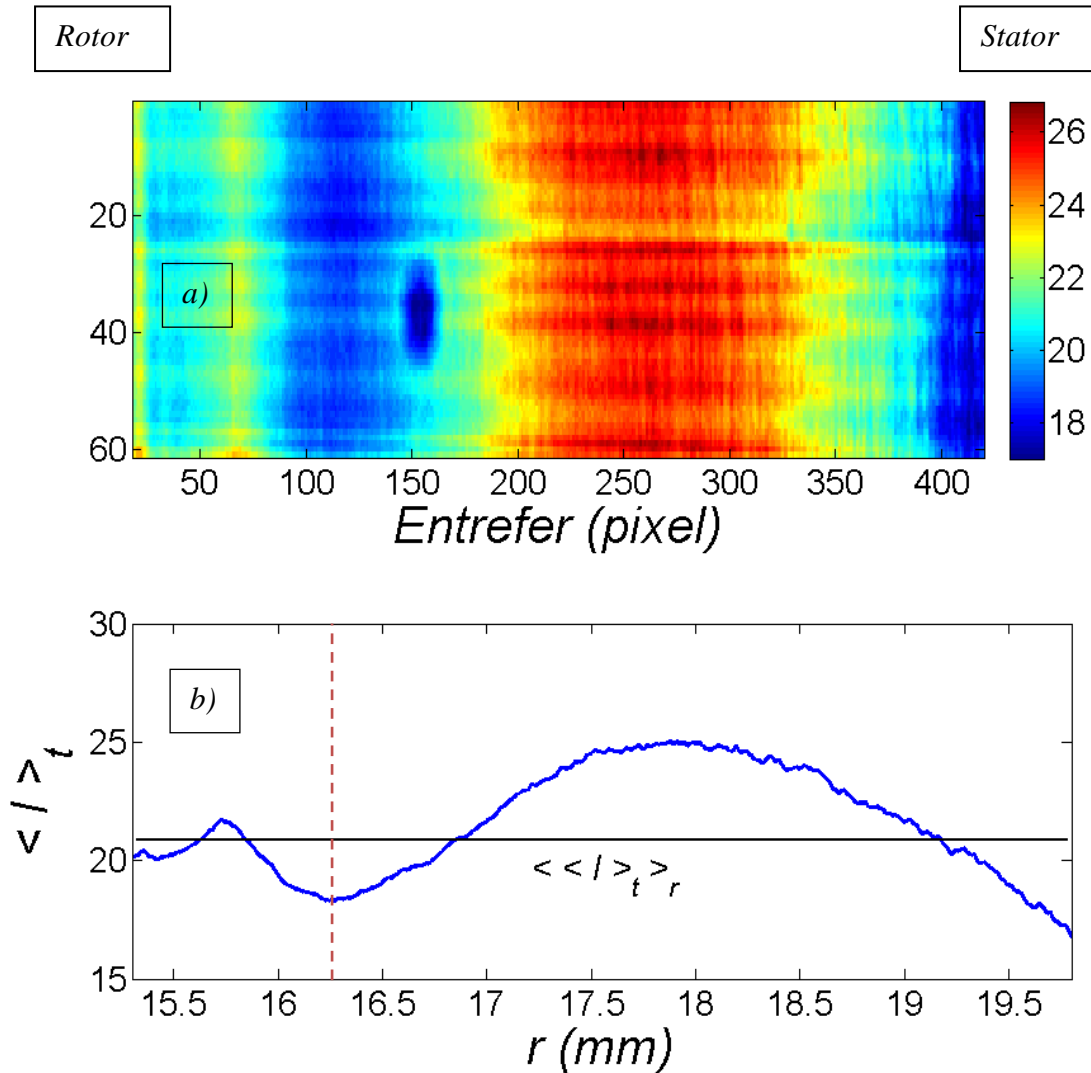 Rotor Stator
26
24
22
20
18
20
40
60
a)
50 100 150 200 250 300 350 400
Entrefer (pixel)
30
25
20
15
b)
< I >t
< < I >t >r
15.5 16 16.5 17 17.5 18 18.5 19 19.5
r (mm)